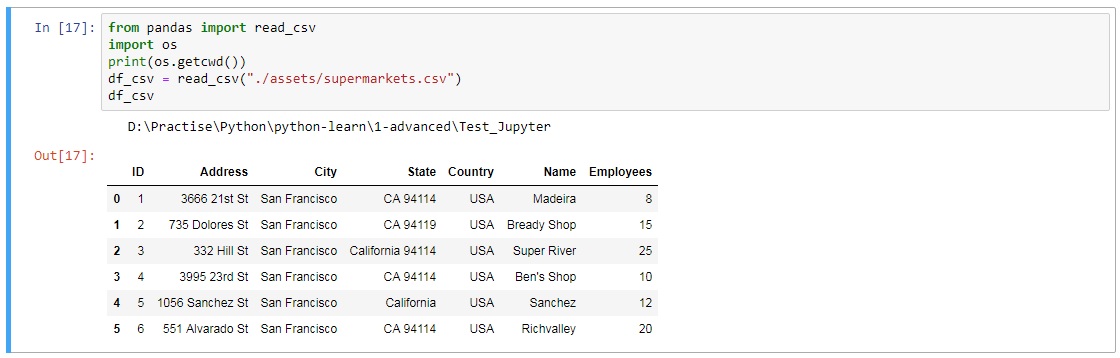 In [17]: from pandas import read_csv
import os
print(os.getcwd())
df_csv = read_csv("./assets/supermarkets.csv")
df_csv
D:\Practise\Python\python-learn\1-advanced\Test_Jupyter
Out[17]:
ID Address City State Country Name Employees
0 1 3666 21st St San Francisco CA 94114 USA Madeira 8
1 2 735 Dolores St San Francisco CA 94119 USA Bready Shop 15
2 3 332 Hill St San Francisco California 94114 USA Super River 25
3 4 3995 23rd St San Francisco CA 94114 USA Ben's Shop 10
4 5 1056 Sanchez St San Francisco California USA Sanchez 12
5 6 551 Alvarado St San Francisco CA 94114 USA Richvalley 20